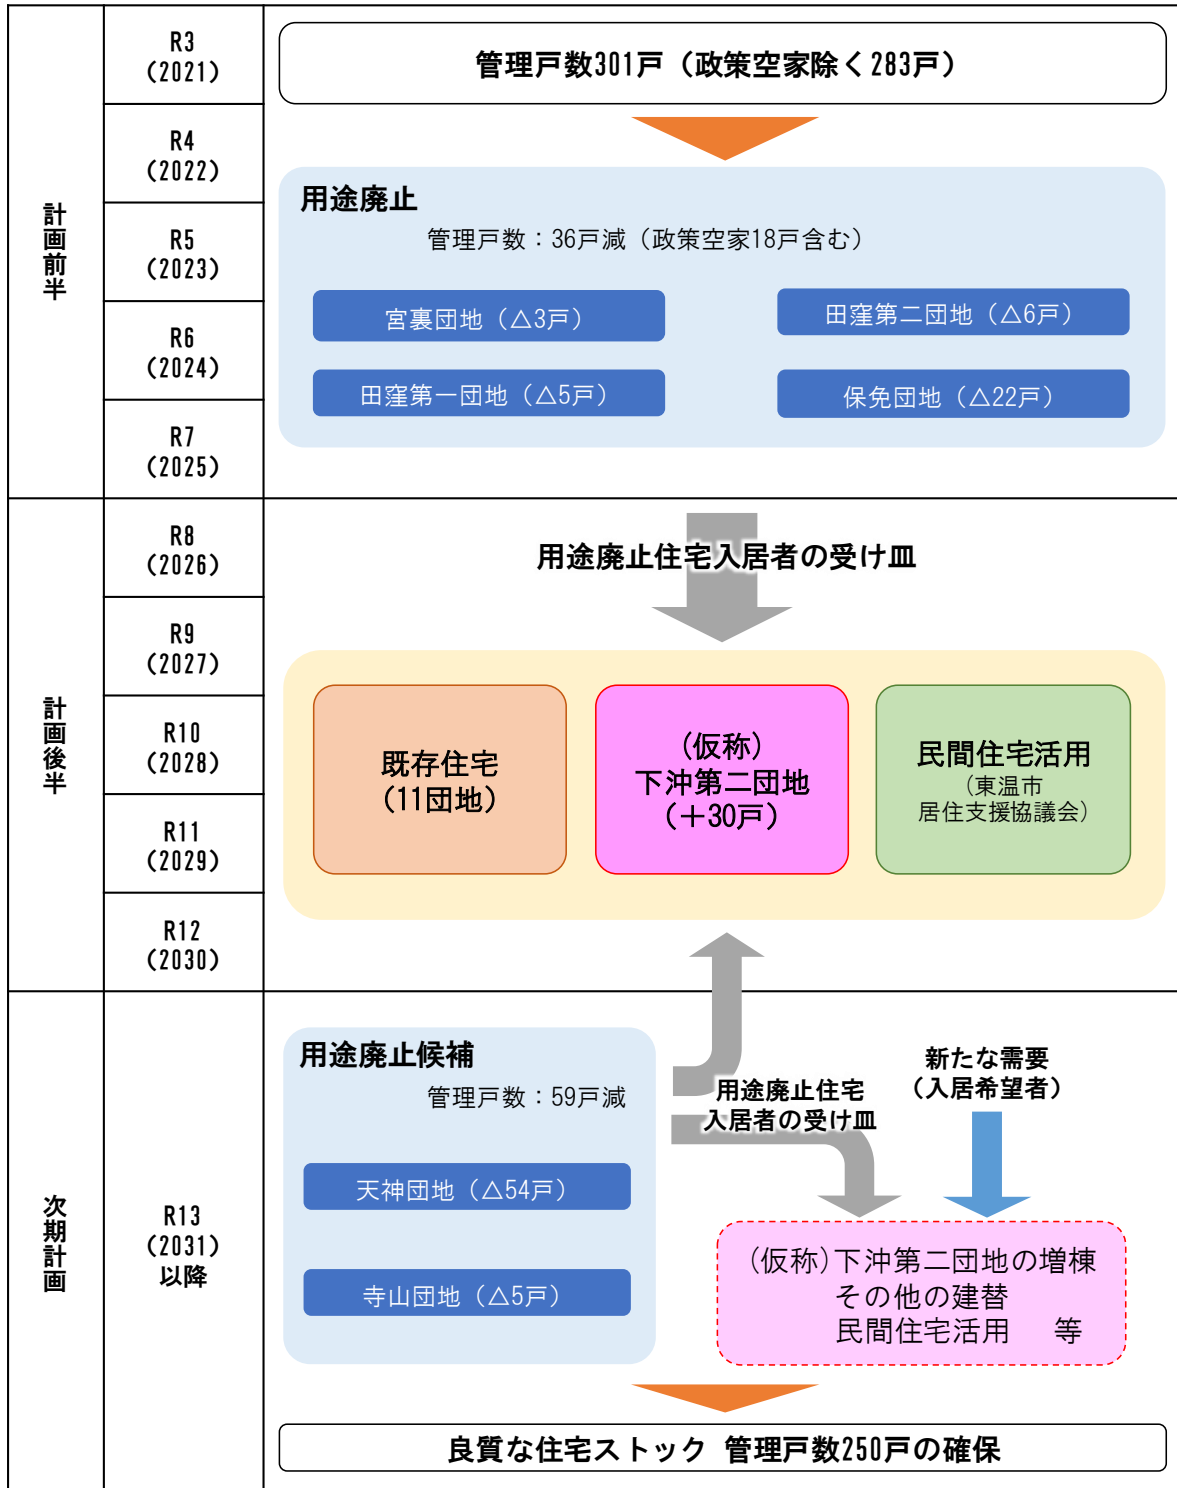 計画前半
R3
(2021)
管理戸数301戸（政策空家除く283戸）
R4
(2022)
R5
(2023)
R6
(2024)
R7
(2025)
用途廃止
管理戸数：36戸減（政策空家18戸含む）
宮裏団地（△3戸）
田窪第二団地（△6戸）
田窪第一団地（△5戸）
保免団地（△22戸）
計画後半
R8
(2026)
R9
(2027)
R10
(2028)
R11
(2029)
R12
(2030)
用途廃止住宅入居者の受け皿
既存住宅
(11団地)
(仮称)
下沖第二団地
(＋30戸)
民間住宅活用
(東温市
居住支援協議会)
次期計画
R13
(2031)
以降
用途廃止候補
管理戸数：59戸減
天神団地（△54戸）
寺山団地（△5戸）
用途廃止住宅
入居者の受け皿
新たな需要
（入居希望者）
(仮称)下沖第二団地の増棟
その他の建替
民間住宅活用　等
良質な住宅ストック 管理戸数250戸の確保